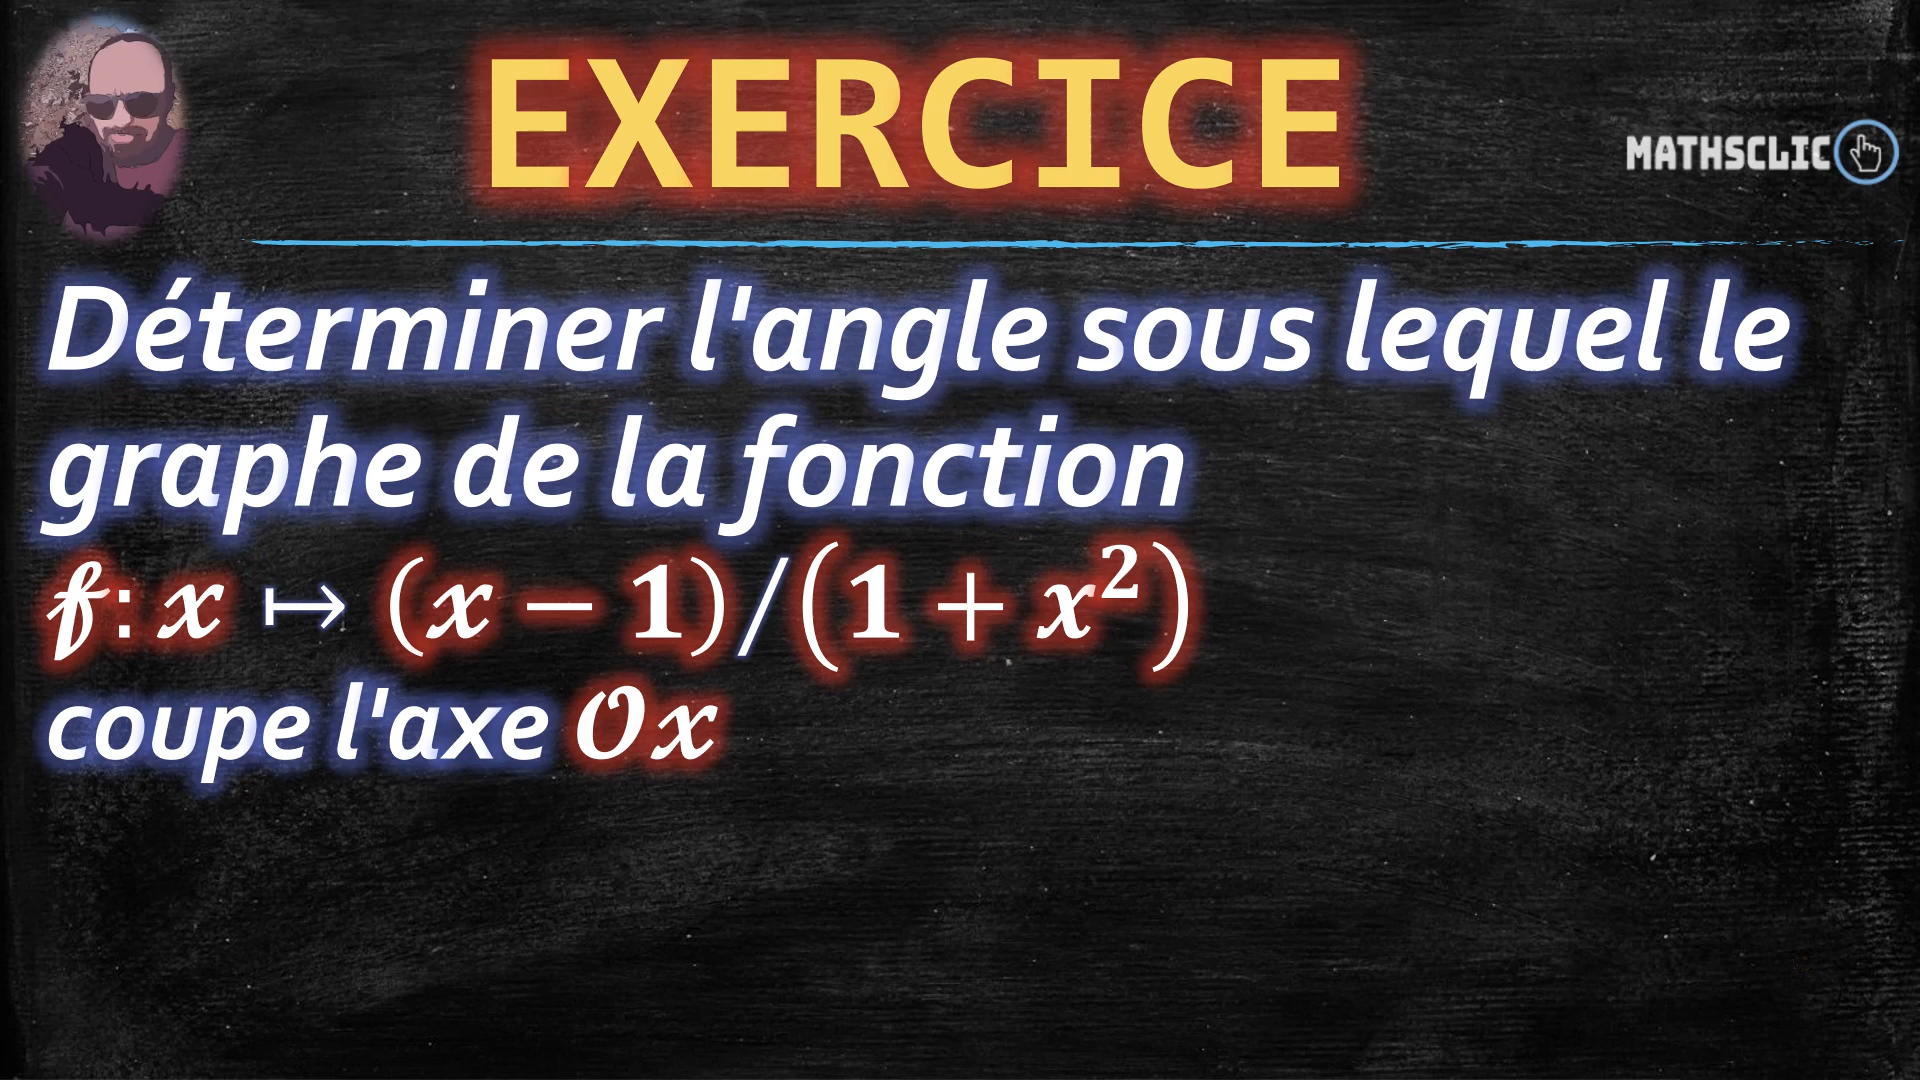 EXERCICE
MATHSCLIC
Déterminer l'angle sous lequel le
graphe de la fonction
𝒇: 𝒙 ↦ (𝒙 − 𝟏)/(𝟏 + 𝒙²)
coupe l'axe 𝓞𝒙